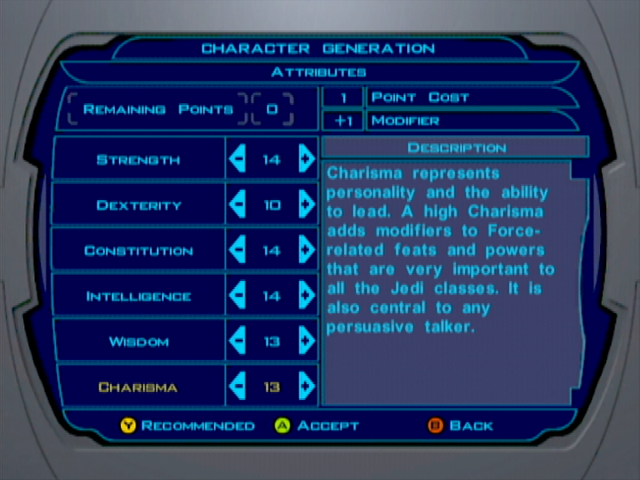 CHARACTER GENERATION
ATTRIBUTES
REMAINING POINTS 0
1 POINT COST
+1 MODIFIER
STRENGTH - 14 +
DEXTERITY - 10 +
CONSTITUTION - 14 +
INTELLIGENCE - 14 +
WISDOM - 13 +
CHARISMA - 13 +
DESCRIPTION
Charisma represents
personality and the ability
to lead. A high Charisma
adds modifiers to Force-
related feats and powers
that are very important to
all the Jedi classes. It is
also central to any
persuasive talker.
Y RECOMMENDED A ACCEPT B BACK